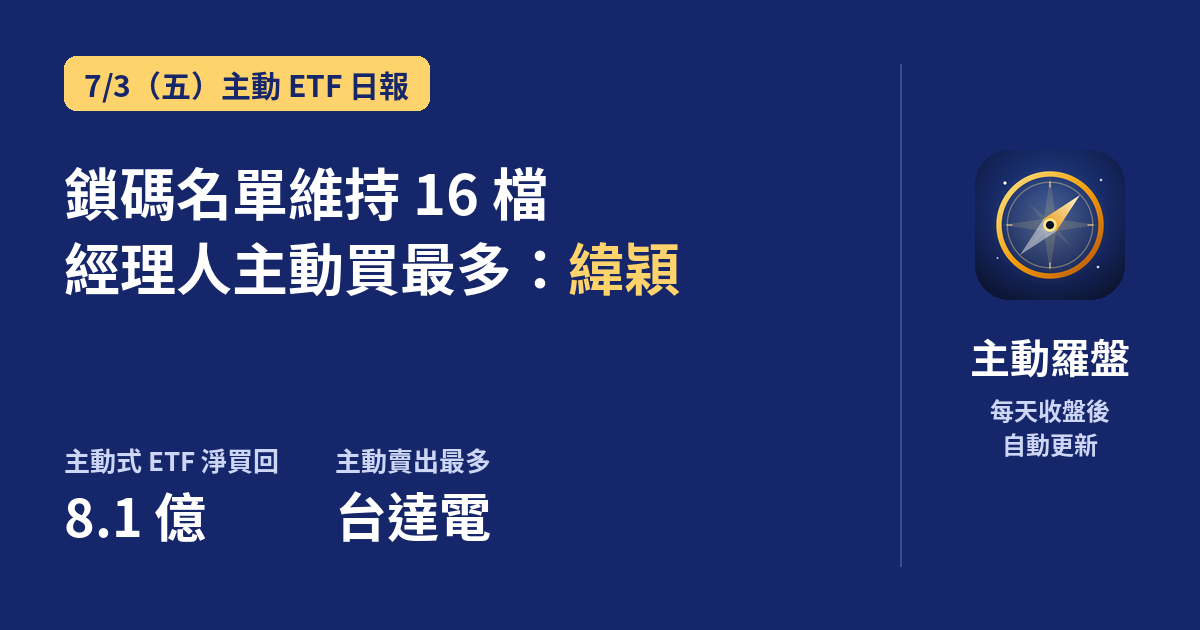 7/3（五）主動 ETF 日報
鎖碼名單維持 16 檔
經理人主動買最多：緯穎
主動式 ETF 淨買回
8.1 億
主動賣出最多
台達電
主動羅盤
每天收盤後
自動更新